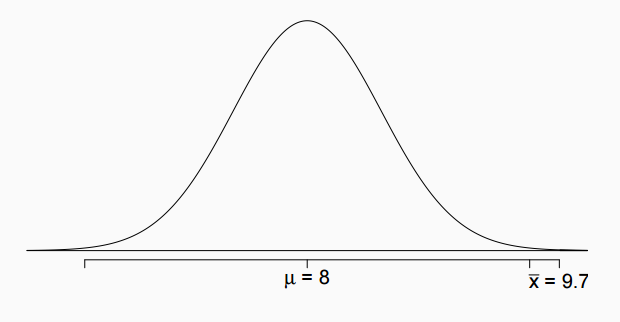 μ = 8
x̅ = 9.7